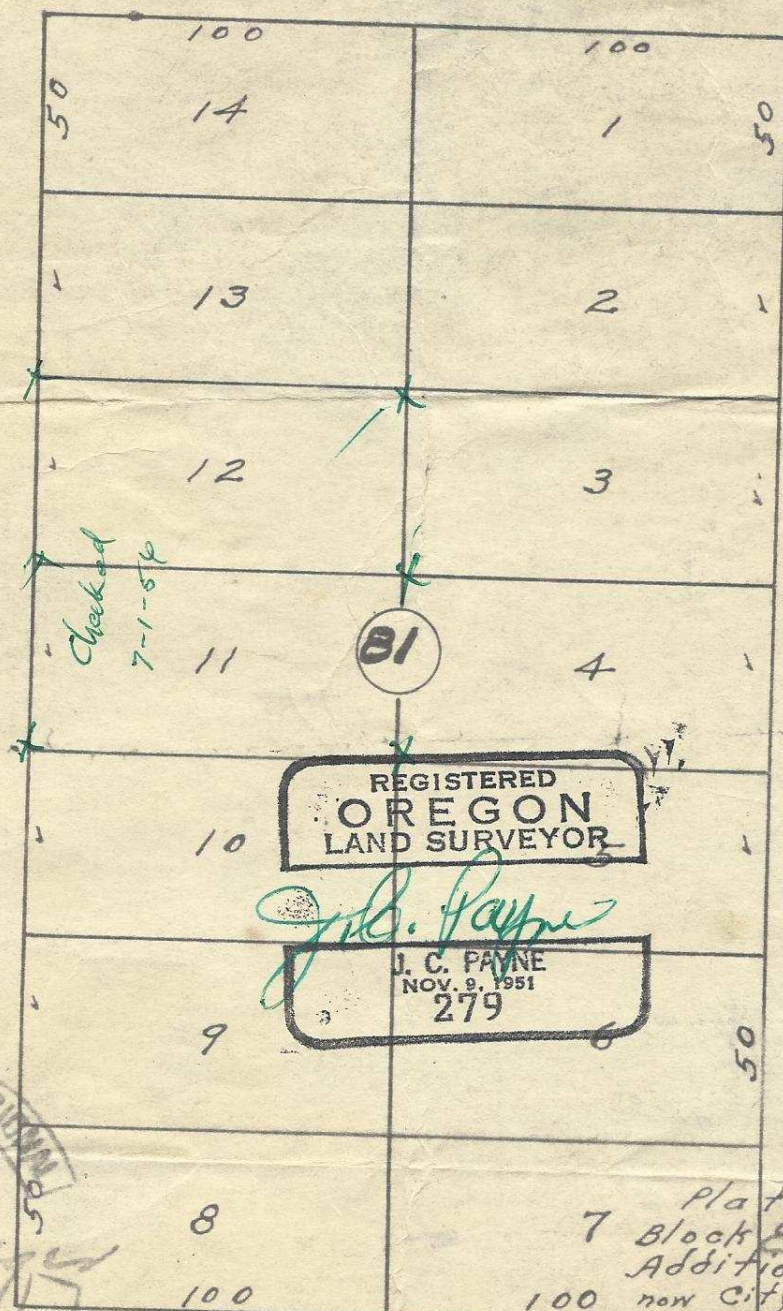 100 100
50 14 1 50
13 2
12 3
Checked
7-1-56
11 81 4
REGISTERED
OREGON
LAND SURVEYOR
10 5
J. C. Payne
J. C. PAYNE
NOV. 9, 1951
279
9 6 50
50 8 7
Plat
Block
Addition
100 100 now Cit